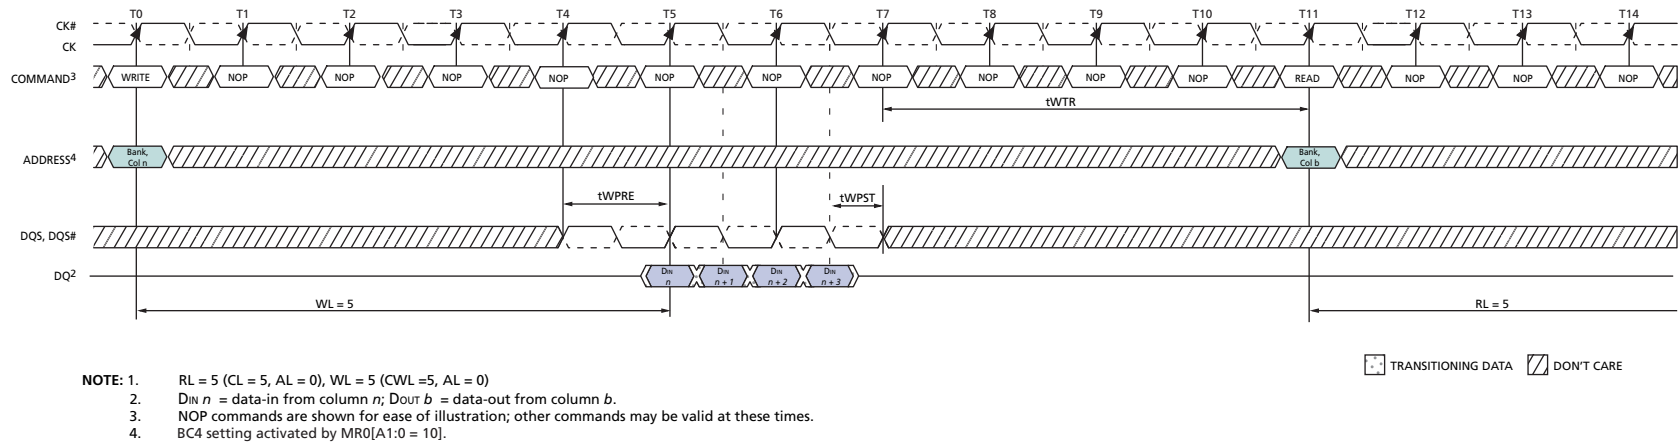 T0 T1 T2 T3 T4 T5 T6 T7 T8 T9 T10 T11 T12 T13 T14
CK#
CK
COMMAND3 WRITE NOP NOP NOP NOP NOP NOP NOP NOP NOP NOP READ NOP NOP NOP
tWTR
ADDRESS4 Bank, Col n Bank, Col b
tWPRE tWPST
DQS, DQS#
DQ2 DIN n DIN n + 1 DIN n + 2 DIN n + 3
WL = 5 RL = 5
TRANSITIONING DATA DON'T CARE
NOTE: 1. RL = 5 (CL = 5, AL = 0), WL = 5 (CWL =5, AL = 0)
2. DIN n = data-in from column n; DOUT b = data-out from column b.
3. NOP commands are shown for ease of illustration; other commands may be valid at these times.
4. BC4 setting activated by MR0[A1:0 = 10].